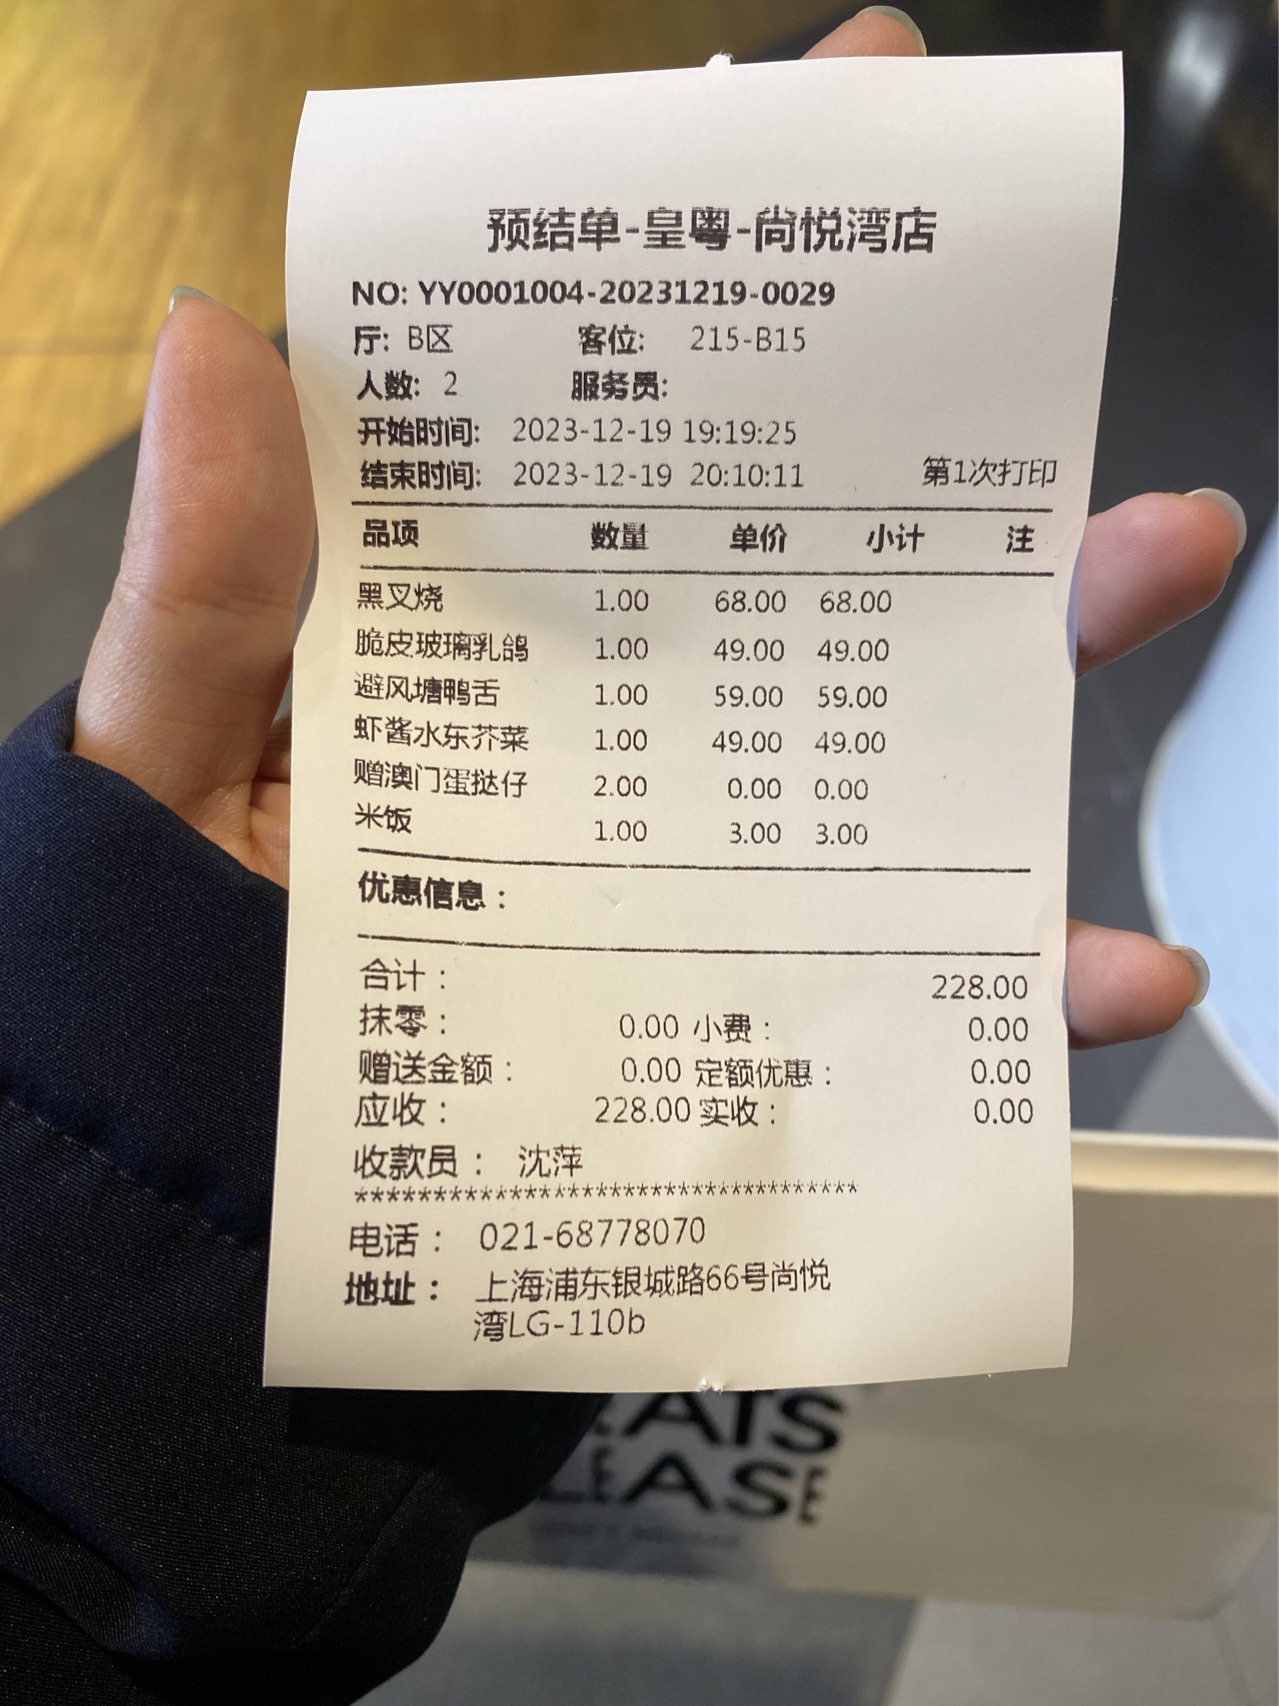 预结单-皇粤-尚悦湾店
NO: YY0001004-20231219-0029
厅: B区 客位: 215-B15
人数: 2 服务员:
开始时间: 2023-12-19 19:19:25
结束时间: 2023-12-19 20:10:11 第1次打印
品项 数量 单价 小计 注
黑叉烧 1.00 68.00 68.00
脆皮玻璃乳鸽 1.00 49.00 49.00
避风塘鸭舌 1.00 59.00 59.00
虾酱水东芥菜 1.00 49.00 49.00
赠澳门蛋挞仔 2.00 0.00 0.00
米饭 1.00 3.00 3.00
优惠信息:
合计: 228.00
抹零: 0.00 小费: 0.00
赠送金额: 0.00 定额优惠: 0.00
应收: 228.00 实收: 0.00
收款员: 沈萍
************************************
电话: 021-68778070
地址: 上海浦东银城路66号尚悦
湾LG-110b
EATS
LEASE